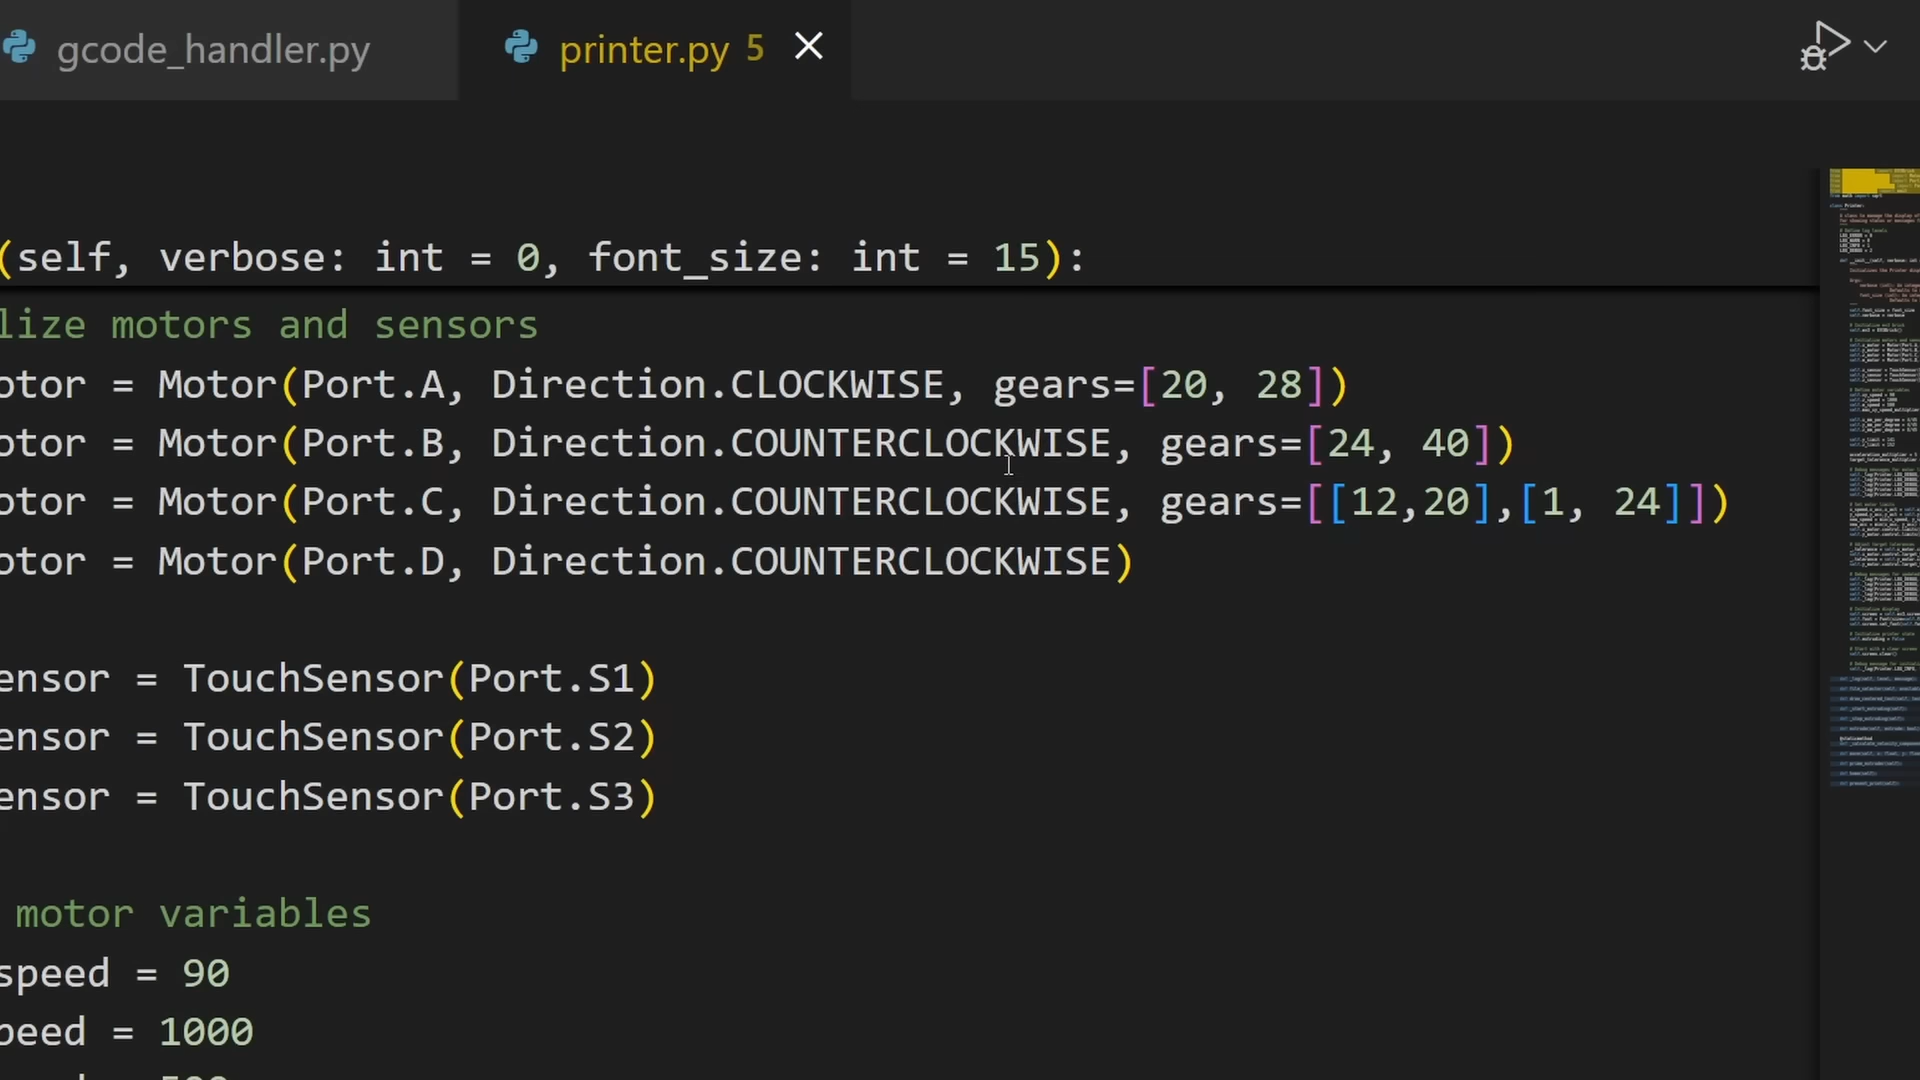 gcode_handler.py
printer.py 5
(self, verbose: int = 0, font_size: int = 15):
lize motors and sensors
otor = Motor(Port.A, Direction.CLOCKWISE, gears=[20, 28])
otor = Motor(Port.B, Direction.COUNTERCLOCKWISE, gears=[24, 40])
otor = Motor(Port.C, Direction.COUNTERCLOCKWISE, gears=[[12,20],[1, 24]])
otor = Motor(Port.D, Direction.COUNTERCLOCKWISE)
ensor = TouchSensor(Port.S1)
ensor = TouchSensor(Port.S2)
ensor = TouchSensor(Port.S3)
motor variables
speed = 90
peed = 1000